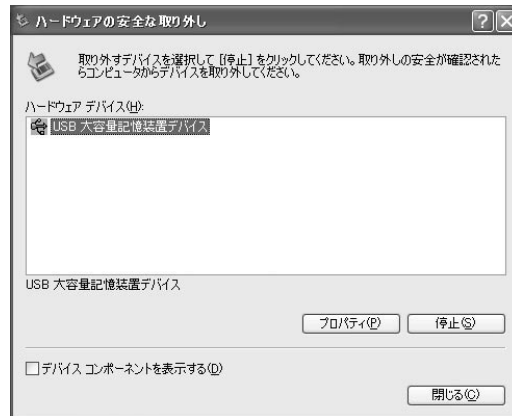 ハードウェアの安全な取り外し
取り外すデバイスを選択して [停止] をクリックしてください。取り外しの安全が確認された
らコンピュータからデバイスを取り外してください。
ハードウェア デバイス(H):
USB 大容量記憶装置デバイス
USB 大容量記憶装置デバイス
プロパティ(P)
停止(S)
デバイス コンポーネントを表示する(D)
閉じる(C)